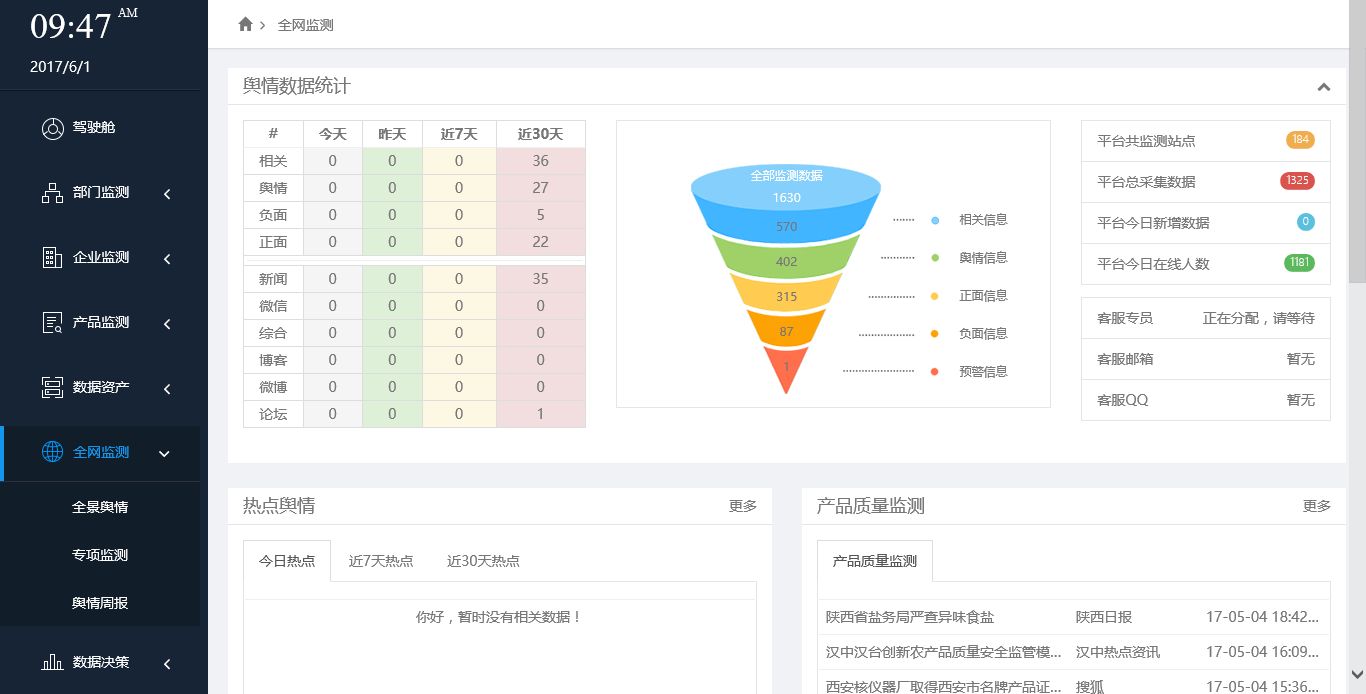 09:47 AM
2017/6/1
驾驶舱
部门监测
企业监测
产品监测
数据资产
全网监测
全景舆情
专项监测
舆情周报
数据决策
全网监测
舆情数据统计
# 今天 昨天 近7天 近30天
相关 0 0 0 36
舆情 0 0 0 27
负面 0 0 0 5
正面 0 0 0 22
新闻 0 0 0 35
微信 0 0 0 0
综合 0 0 0 0
博客 0 0 0 0
微博 0 0 0 0
论坛 0 0 0 1
全部监测数据
1630
570 相关信息
402 舆情信息
315 正面信息
87 负面信息
1 预警信息
平台共监测站点 184
平台总采集数据 1325
平台今日新增数据 0
平台今日在线人数 1181
客服专员 正在分配，请等待
客服邮箱 暂无
客服QQ 暂无
热点舆情 更多
今日热点 近7天热点 近30天热点
你好，暂时没有相关数据！
产品质量监测 更多
产品质量监测
陕西省盐务局严查异味食盐 陕西日报 17-05-04 18:42...
汉中汉台创新农产品质量安全监管模... 汉中热点资讯 17-05-04 16:09...
西安核仪器厂取得西安市名牌产品证... 搜狐 17-05-04 15:36...